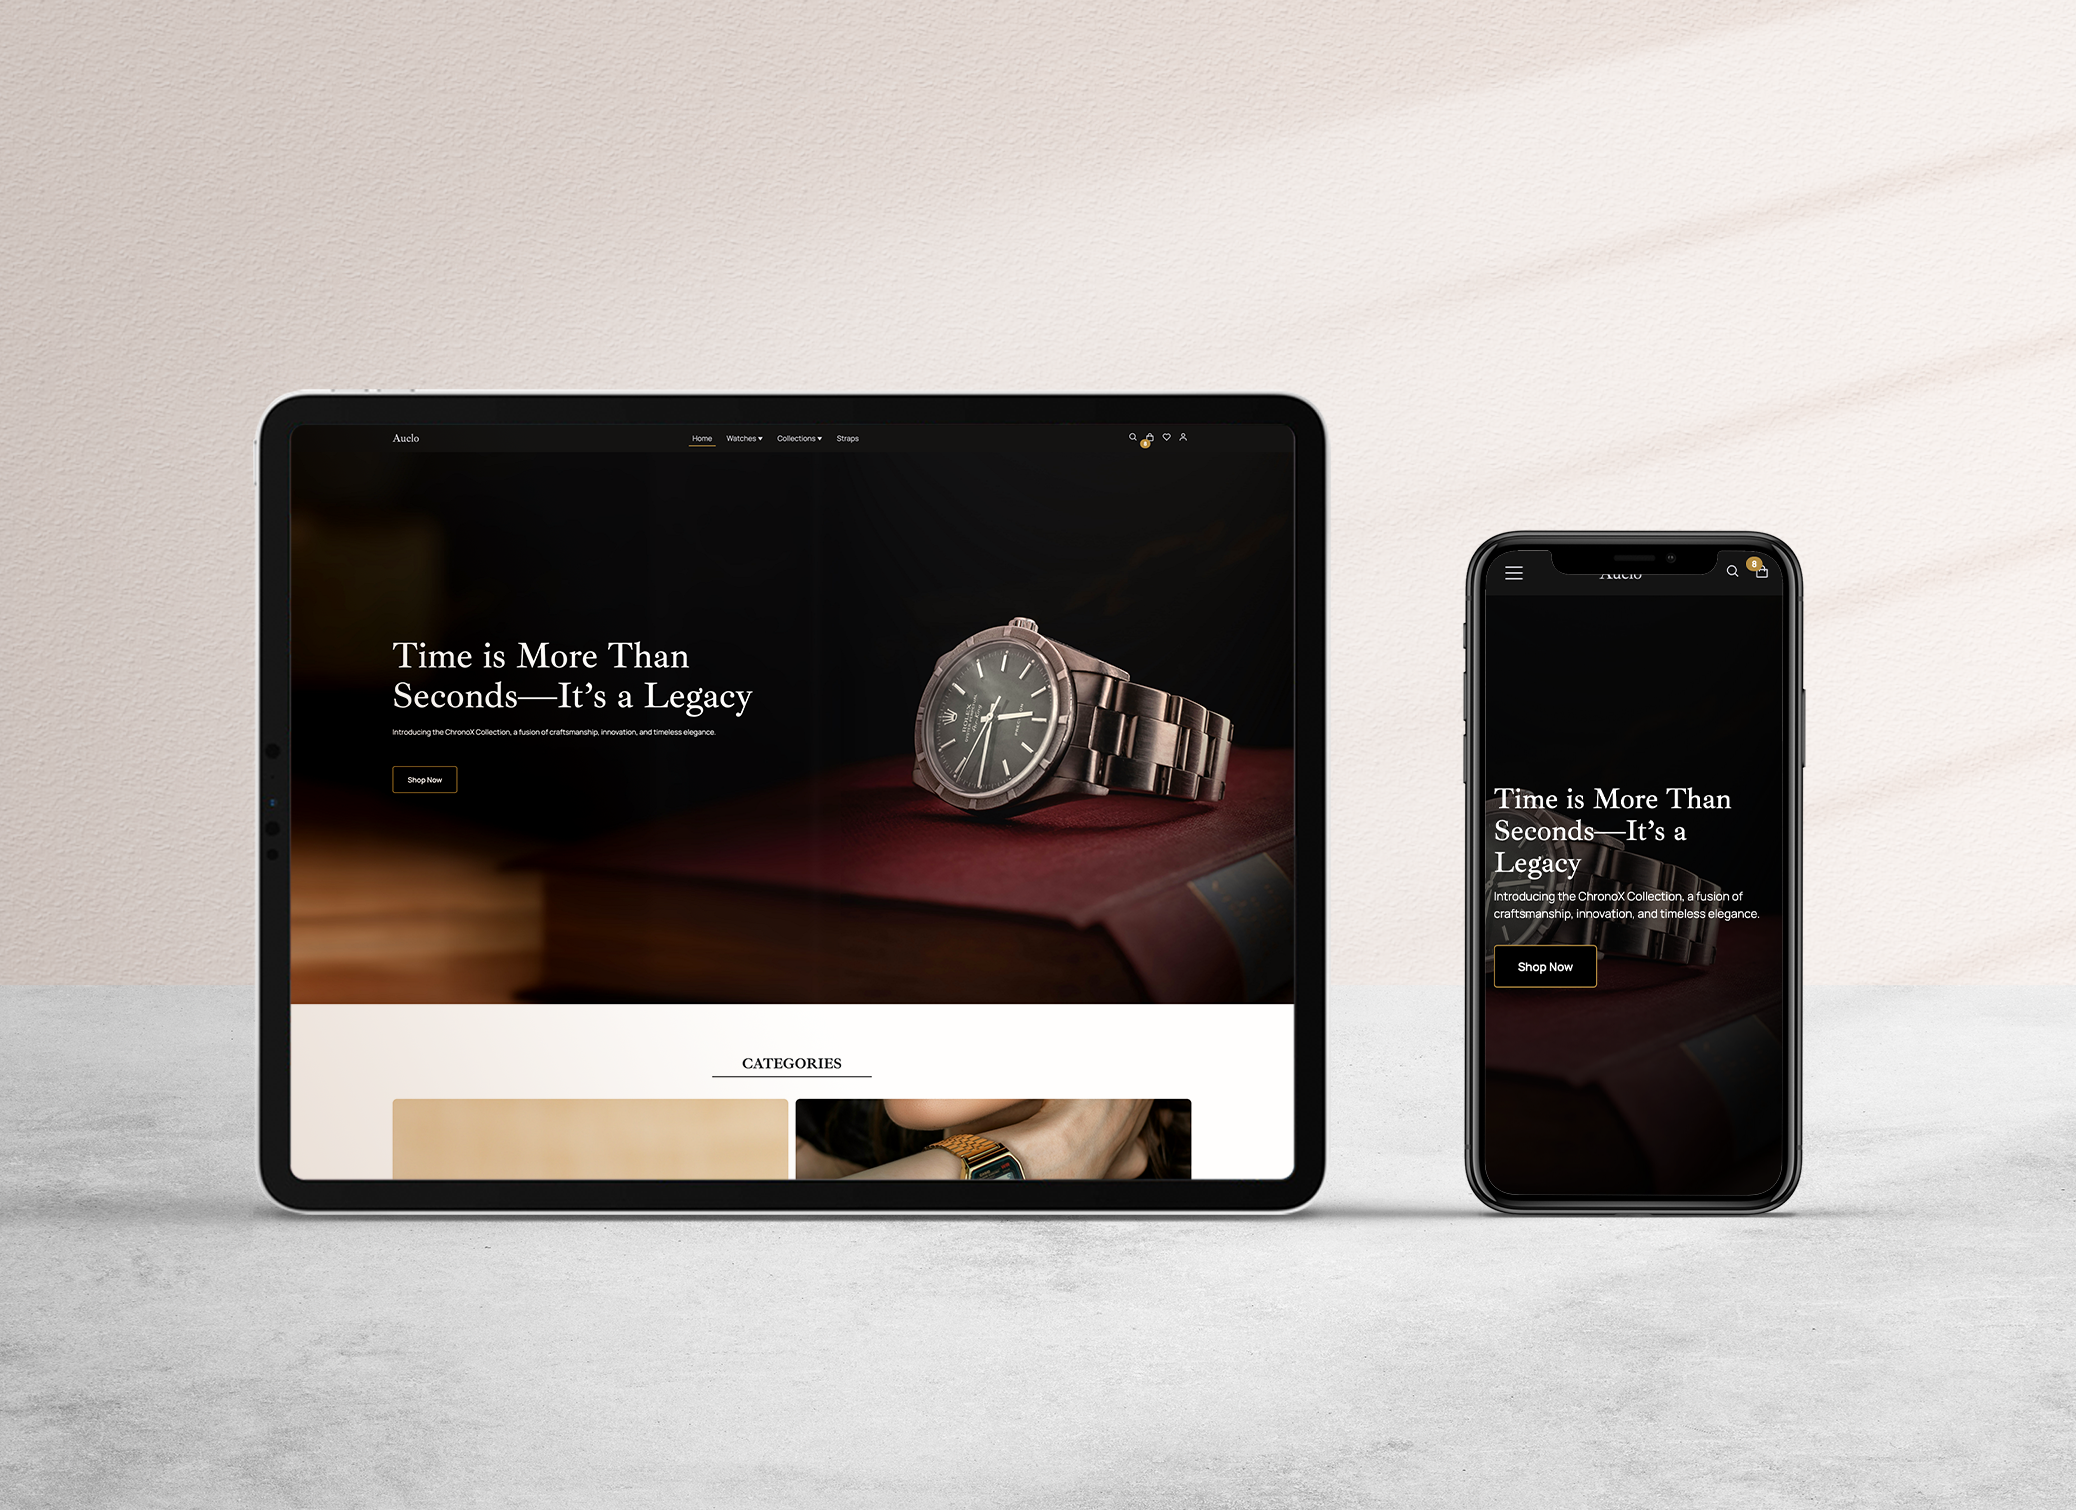 Auclo
Home Watches Collections Straps
8
Time is More Than
Seconds—It's a Legacy
Introducing the ChronoX Collection, a fusion of craftsmanship, innovation, and timeless elegance.
Shop Now
ROLEX
CATEGORIES
Auclo
8
Time is More Than
Seconds—It's a
Legacy
Introducing the ChronoX Collection, a fusion of
craftsmanship, innovation, and timeless elegance.
Shop Now